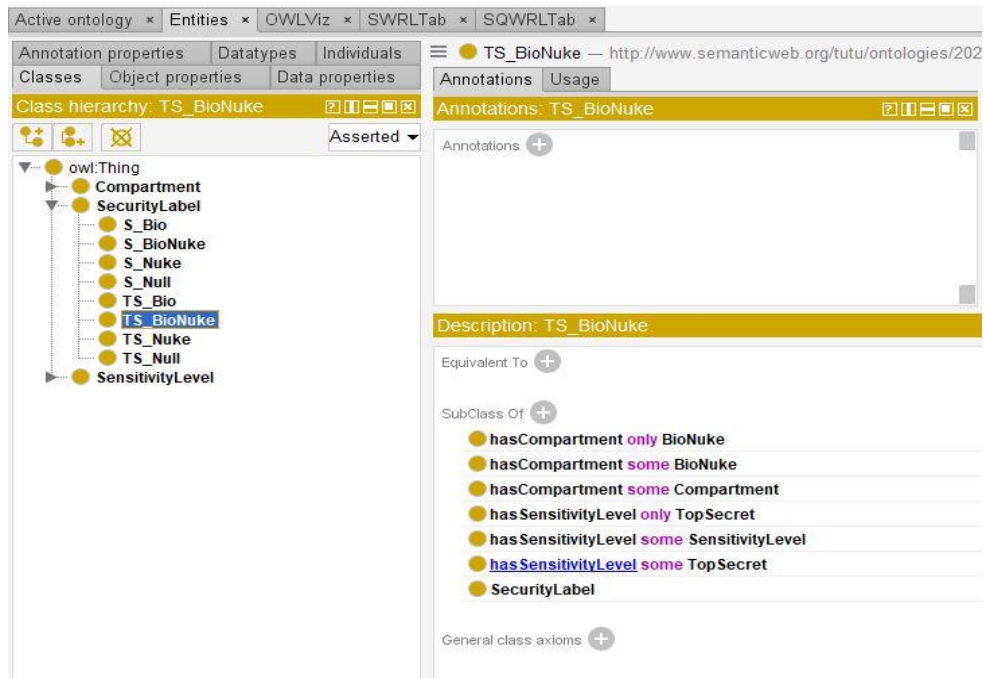 Active ontology × Entities × OWLViz × SWRLTab × SQWRLTab ×
Annotation properties Datatypes Individuals
Classes Object properties Data properties
Class hierarchy: TS_BioNuke
Asserted
owl:Thing
Compartment
SecurityLabel
S_Bio
S_BioNuke
S_Nuke
S_Null
TS_Bio
TS_BioNuke
TS_Nuke
TS_Null
SensitivityLevel
TS_BioNuke — http://www.semanticweb.org/tutu/ontologies/202
Annotations Usage
Annotations: TS_BioNuke
Annotations
Description: TS_BioNuke
Equivalent To
SubClass Of
hasCompartment only BioNuke
hasCompartment some BioNuke
hasCompartment some Compartment
hasSensitivityLevel only TopSecret
hasSensitivityLevel some SensitivityLevel
hasSensitivityLevel some TopSecret
SecurityLabel
General class axioms